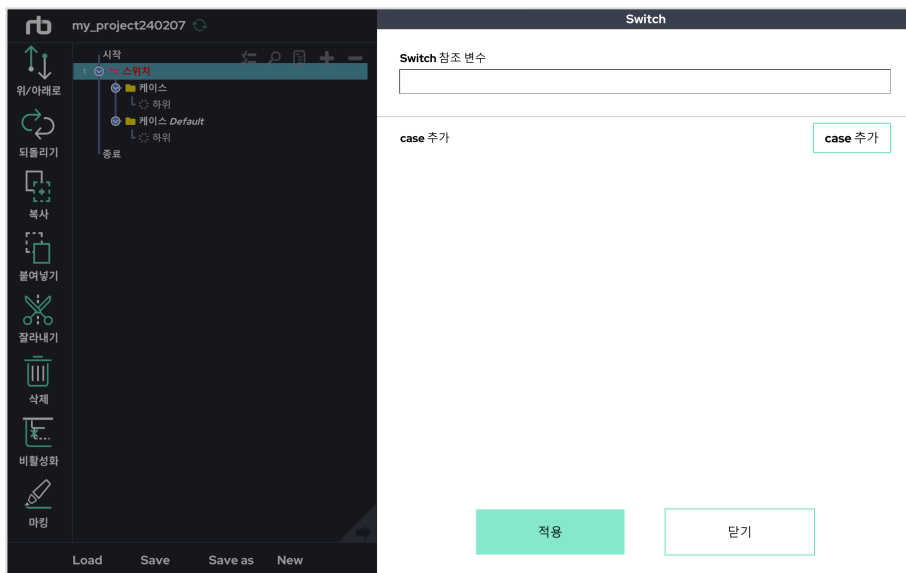 rb
my_project240207
Switch
시작
1 스위치
케이스
하위
케이스 Default
하위
종료
위/아래로
되돌리기
복사
붙여넣기
잘라내기
삭제
비활성화
마킹
Load Save Save as New
Switch 참조 변수
case 추가
case 추가
적용
닫기